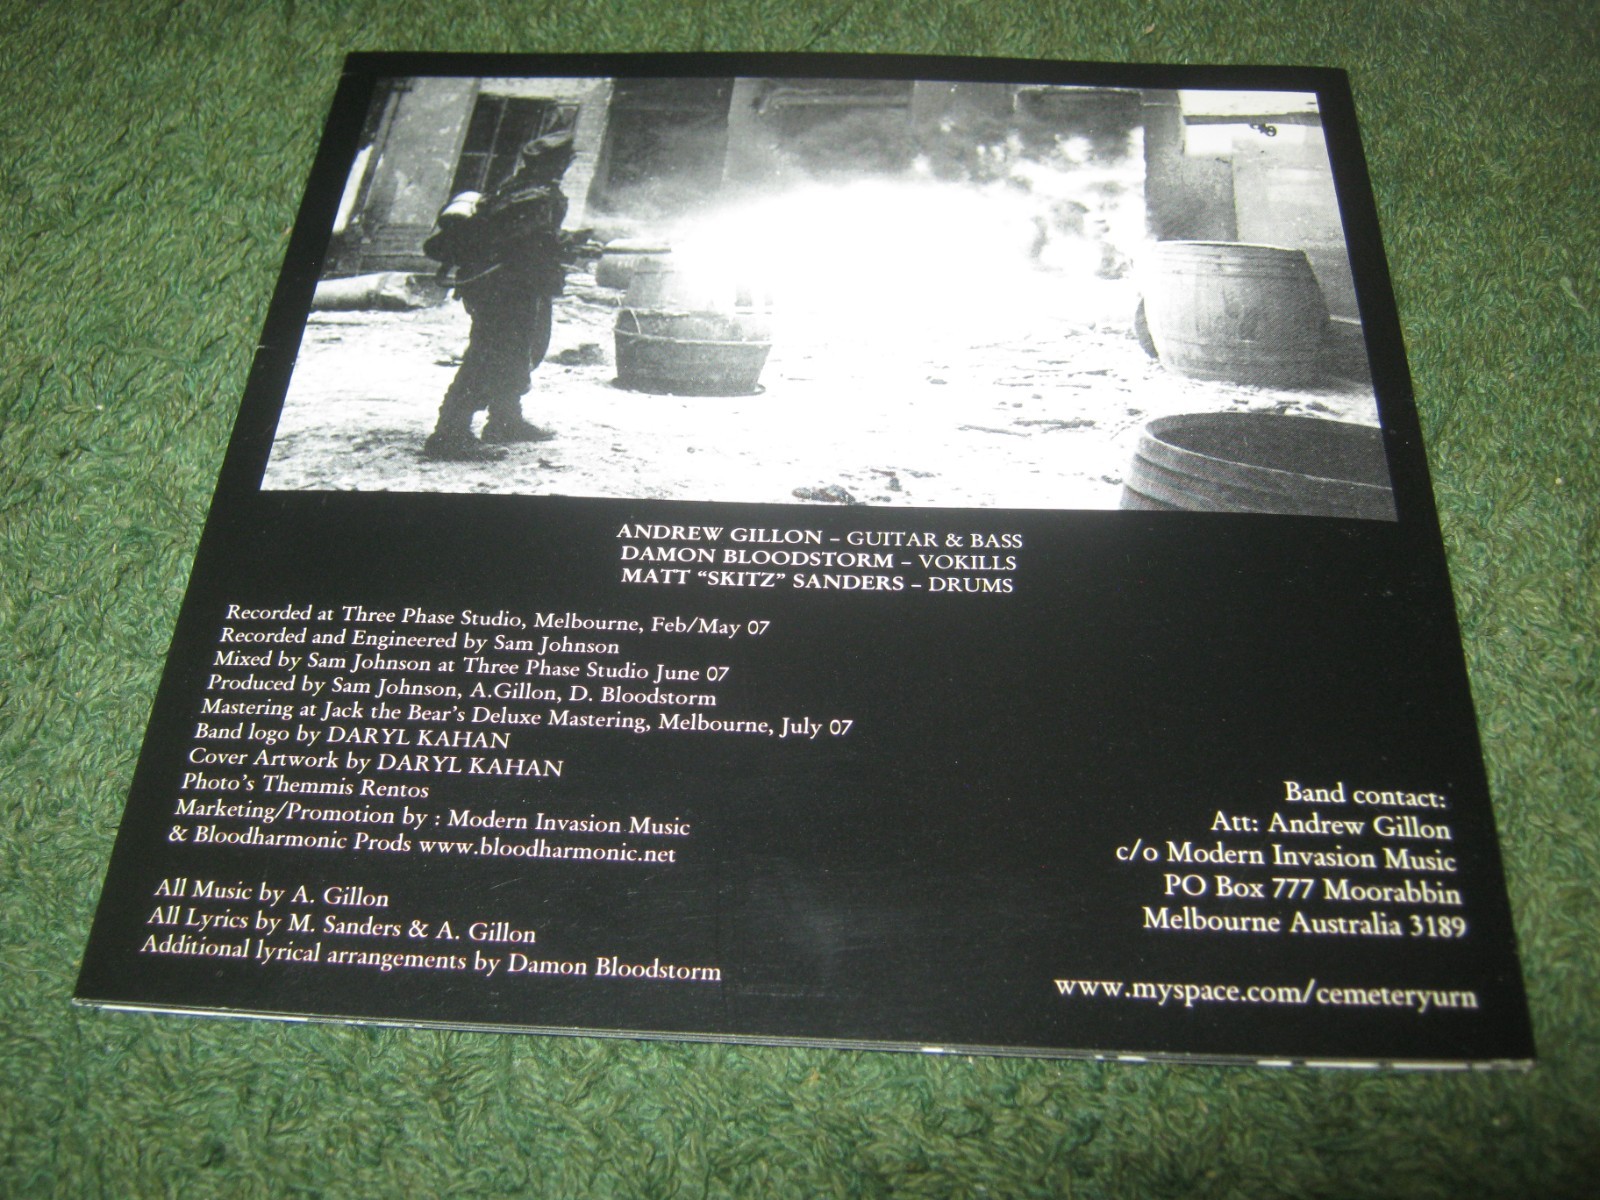 ANDREW GILLON – GUITAR & BASS
DAMON BLOODSTORM – VOKILLS
MATT “SKITZ” SANDERS – DRUMS
Recorded at Three Phase Studio, Melbourne, Feb/May 07
Recorded and Engineered by Sam Johnson
Mixed by Sam Johnson at Three Phase Studio June 07
Produced by Sam Johnson, A.Gillon, D. Bloodstorm
Mastering at Jack the Bear’s Deluxe Mastering, Melbourne, July 07
Band logo by DARYL KAHAN
Cover Artwork by DARYL KAHAN
Photo’s Themmis Rentos
Marketing/Promotion by : Modern Invasion Music
& Bloodharmonic Prods www.bloodharmonic.net
All Music by A. Gillon
All Lyrics by M. Sanders & A. Gillon
Additional lyrical arrangements by Damon Bloodstorm
Band contact:
Att: Andrew Gillon
c/o Modern Invasion Music
PO Box 777 Moorabbin
Melbourne Australia 3189
www.myspace.com/cemeteryurn